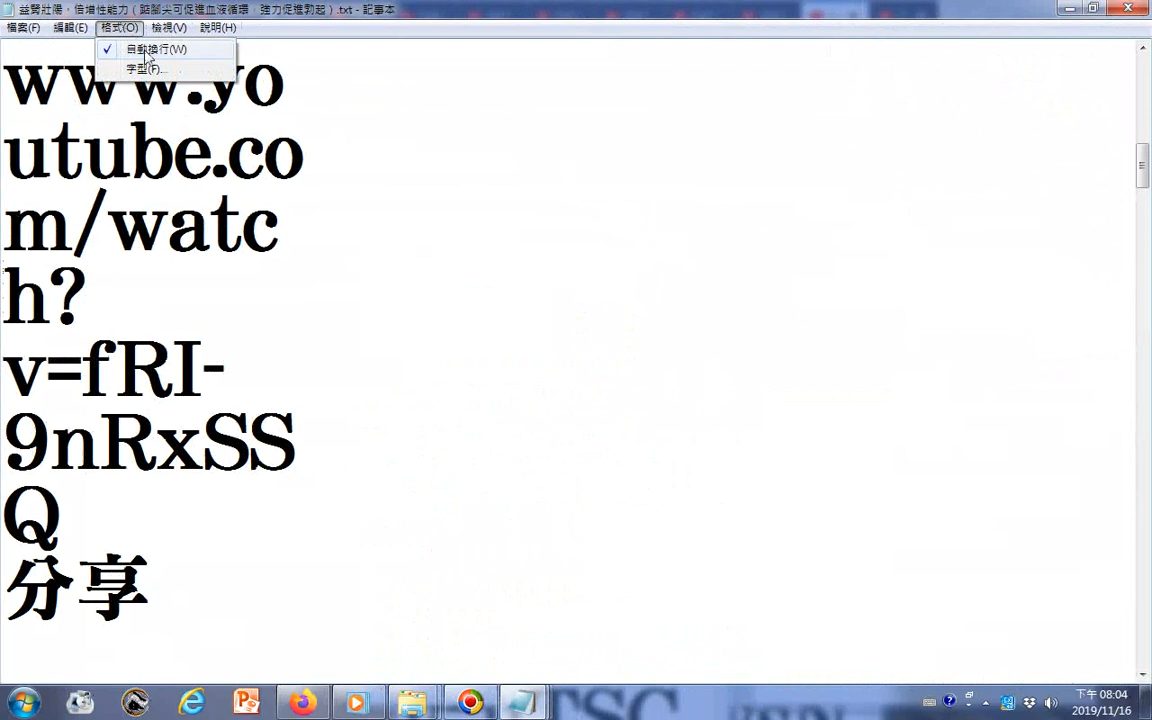 益腎壯陽，倍增性能力（踮腳尖可促進血液循環，強力促進勃起）.txt - 記事本
檔案(F) 編輯(E) 格式(O) 檢視(V) 說明(H)
✓ 自動換行(W)
字型(F)...
www.yo
utube.co
m/watc
h?
v=fRI-
9nRxSS
Q
分享
下午 08:04
2019/11/16